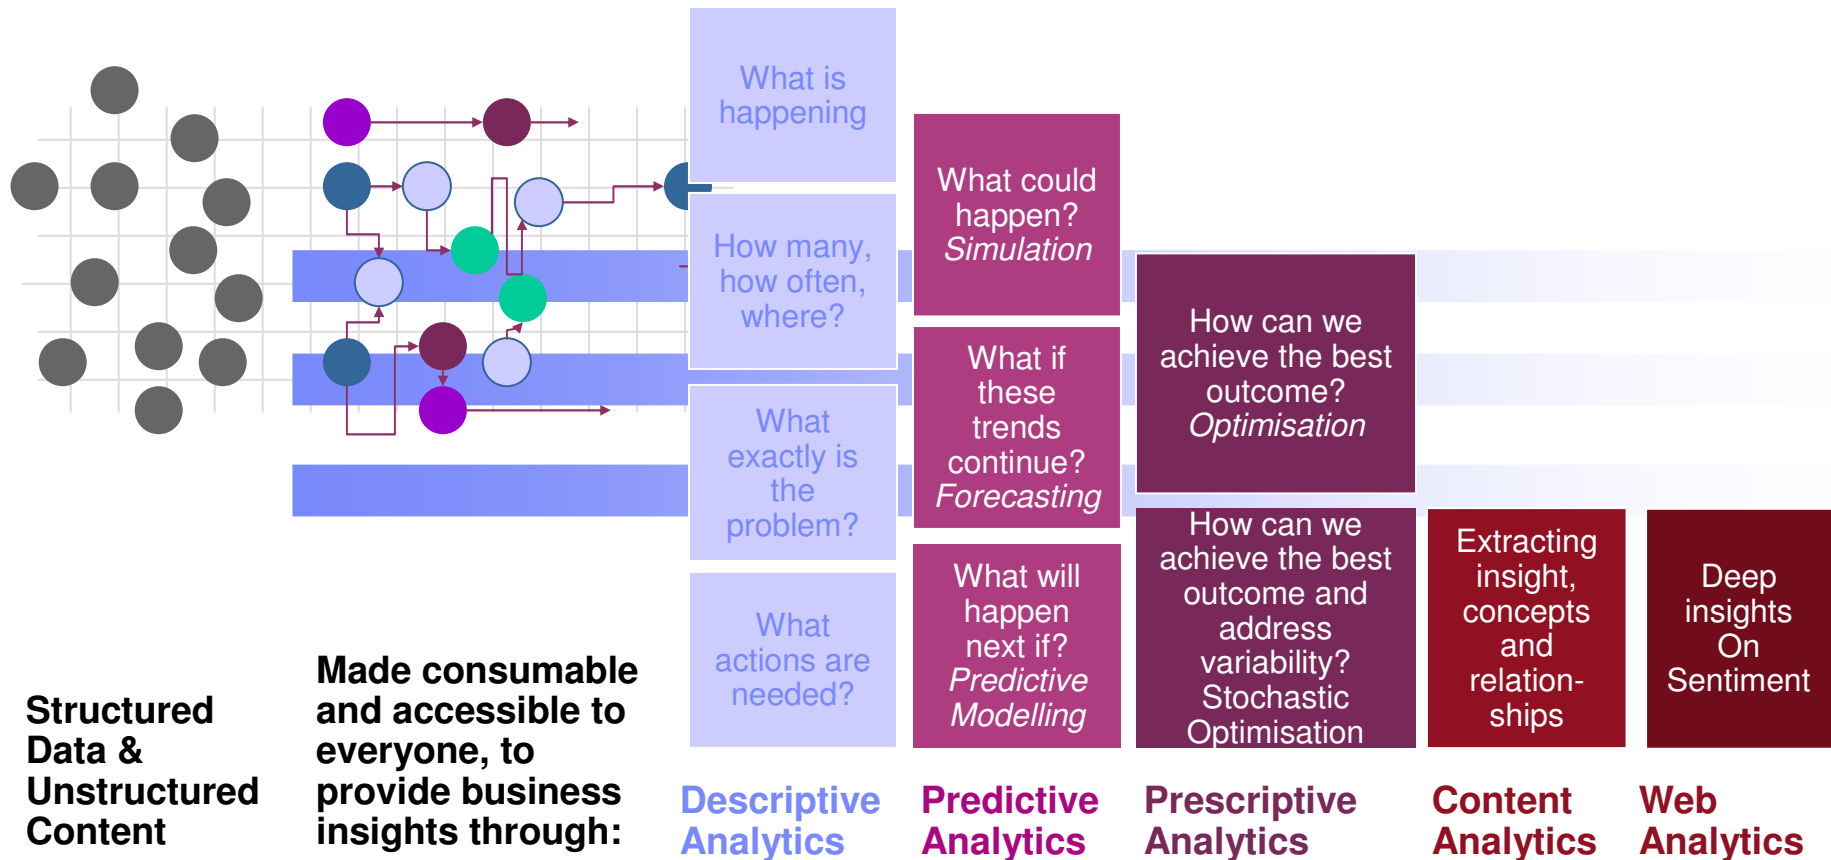 What is
happening
How many,
how often,
where?
What
exactly is
the
problem?
What
actions are
needed?
What could
happen?
Simulation
What if
these
trends
continue?
Forecasting
What will
happen
next if?
Predictive
Modelling
How can we
achieve the best
outcome?
Optimisation
How can we
achieve the best
outcome and
address
variability?
Stochastic
Optimisation
Extracting
insight,
concepts
and
relation-
ships
Deep
insights
On
Sentiment
Structured
Data &
Unstructured
Content
Made consumable
and accessible to
everyone, to
provide business
insights through:
Descriptive
Analytics
Predictive
Analytics
Prescriptive
Analytics
Content
Analytics
Web
Analytics